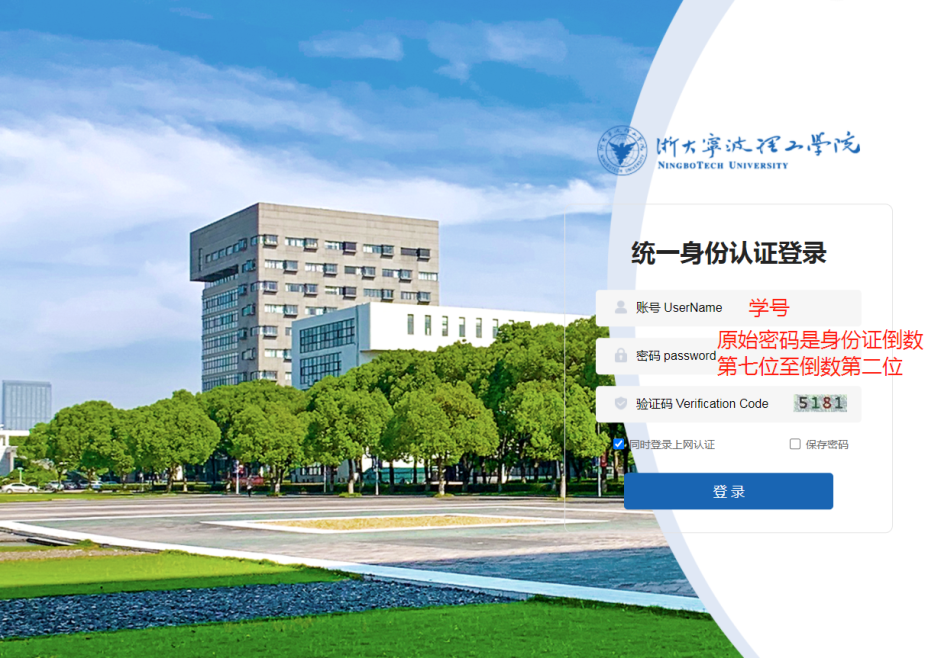 浙大宁波理工学院
NINGBOTECH UNIVERSITY
统一身份认证登录
账号 UserName 学号
密码 password
原始密码是身份证倒数
第七位至倒数第二位
验证码 Verification Code 5181
同时登录上网认证 保存密码
登 录